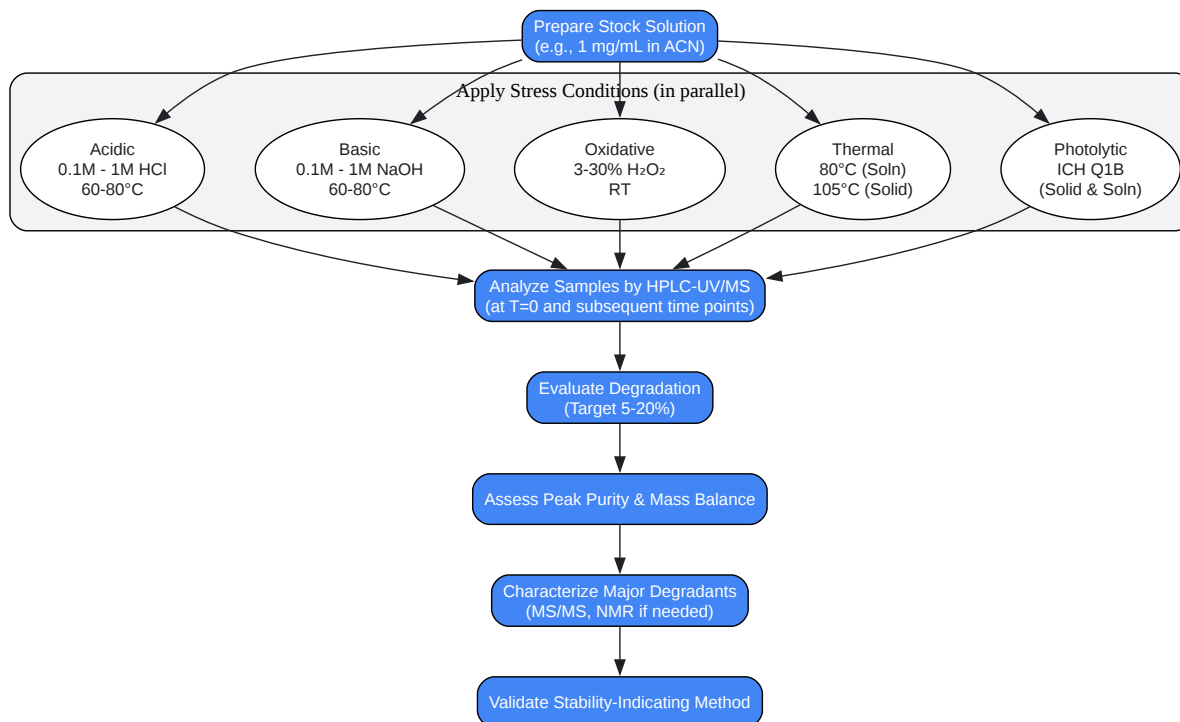 Prepare Stock Solution
(e.g., 1 mg/mL in ACN)
Apply Stress Conditions (in parallel)
Acidic
0.1M - 1M HCl
60-80°C
Basic
0.1M - 1M NaOH
60-80°C
Oxidative
3-30% H₂O₂
RT
Thermal
80°C (Soln)
105°C (Solid)
Photolytic
ICH Q1B
(Solid & Soln)
Analyze Samples by HPLC-UV/MS
(at T=0 and subsequent time points)
Evaluate Degradation
(Target 5-20%)
Assess Peak Purity & Mass Balance
Characterize Major Degradants
(MS/MS, NMR if needed)
Validate Stability-Indicating Method